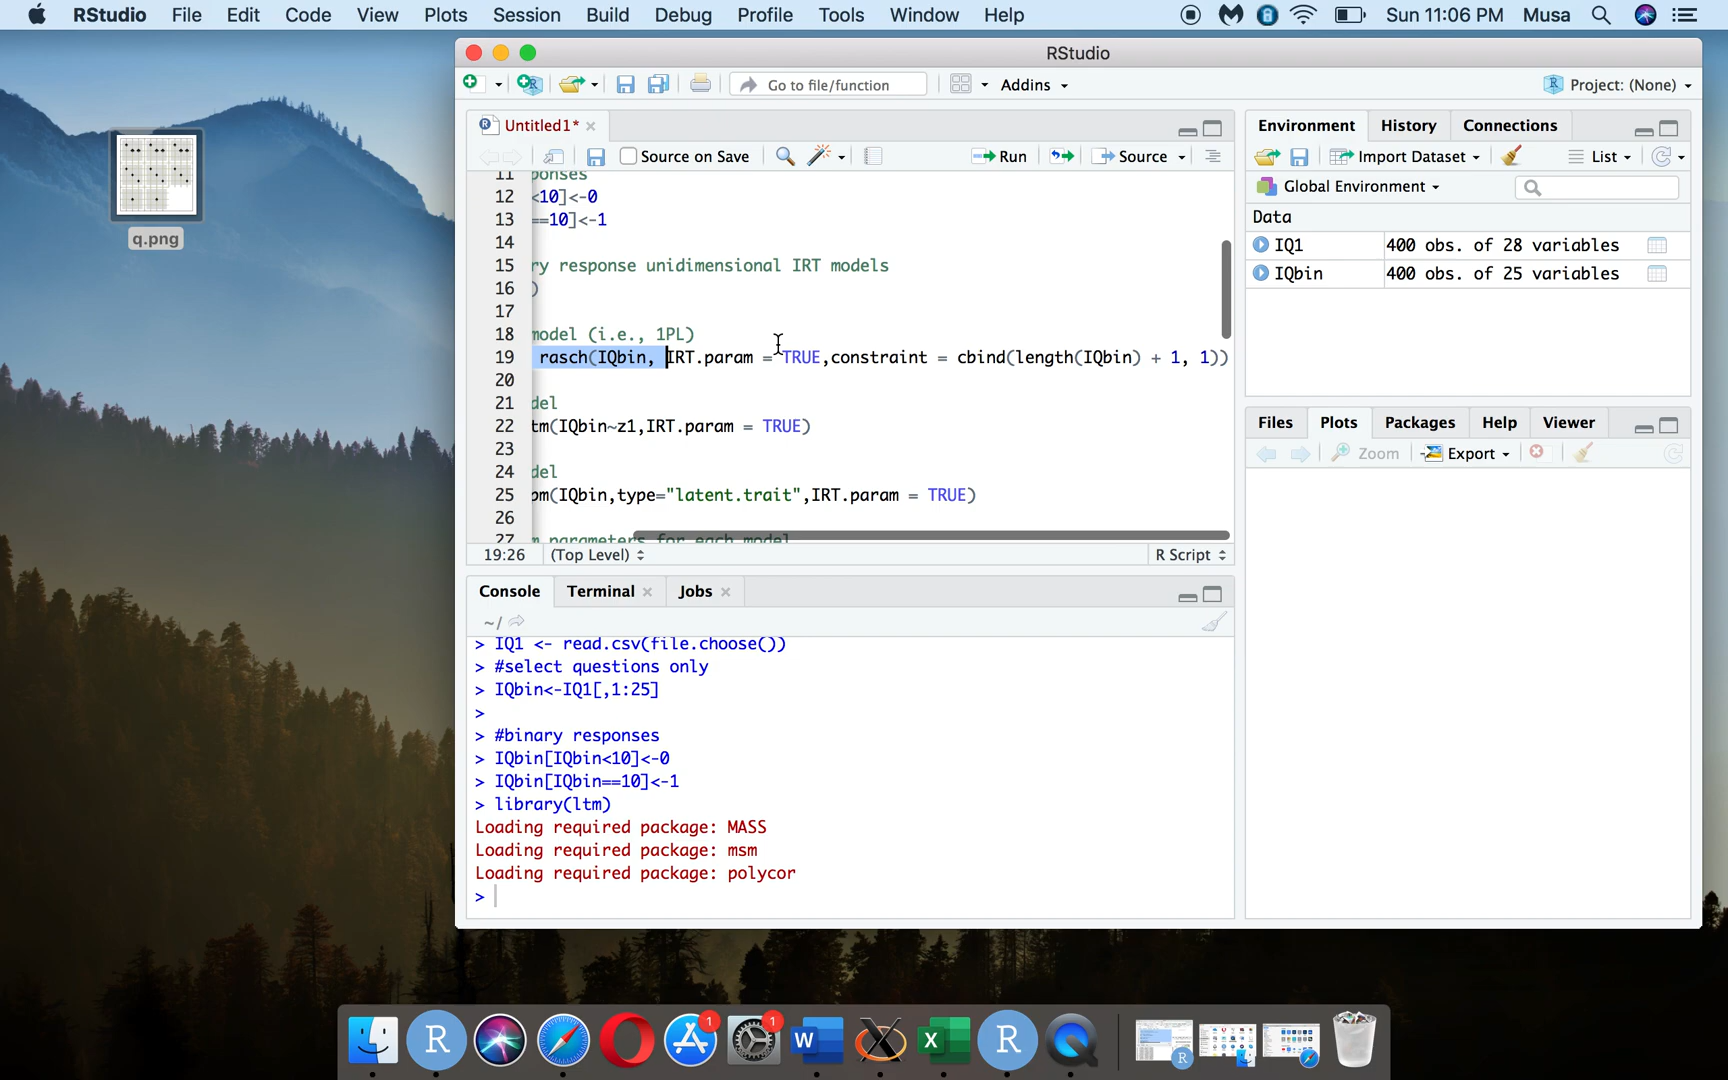 RStudio File Edit Code View Plots Session Build Debug Profile Tools Window Help Sun 11:06 PM Musa
q.png
RStudio
Go to file/function Addins Project: (None)
Untitled1*
Source on Save Run Source
11 ponses
12 <10]<-0
13 ==10]<-1
14
15 ry response unidimensional IRT models
16 )
17
18 model (i.e., 1PL)
19 rasch(IQbin, IRT.param = TRUE,constraint = cbind(length(IQbin) + 1, 1))
20
21 del
22 tm(IQbin~z1,IRT.param = TRUE)
23
24 del
25 pm(IQbin,type="latent.trait",IRT.param = TRUE)
26
27 m parameters for each model
19:26 (Top Level) R Script
Console Terminal Jobs
~/
> IQ1 <- read.csv(file.choose())
> #select questions only
> IQbin<-IQ1[,1:25]
>
> #binary responses
> IQbin[IQbin<10]<-0
> IQbin[IQbin==10]<-1
> library(ltm)
Loading required package: MASS
Loading required package: msm
Loading required package: polycor
>
Environment History Connections
Import Dataset List
Global Environment
Data
IQ1 400 obs. of 28 variables
IQbin 400 obs. of 25 variables
Files Plots Packages Help Viewer
Zoom Export
R 1 1 W X X R
R